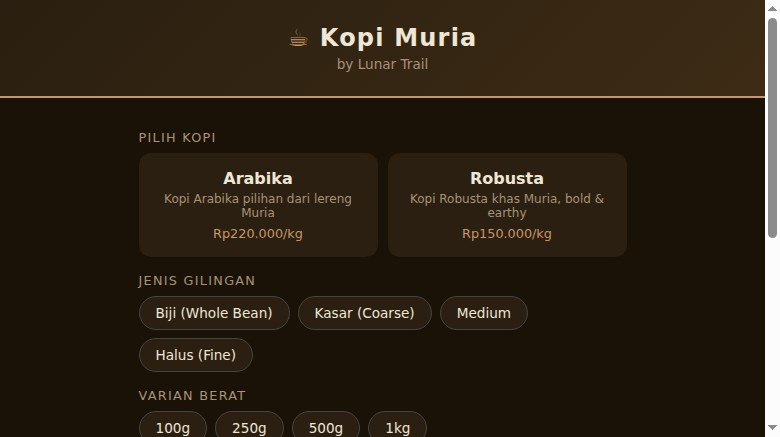 Kopi Muria
by Lunar Trail
PILIH KOPI
Arabika
Kopi Arabika pilihan dari lereng
Muria
Rp220.000/kg
Robusta
Kopi Robusta khas Muria, bold &
earthy
Rp150.000/kg
JENIS GILINGAN
Biji (Whole Bean)
Kasar (Coarse)
Medium
Halus (Fine)
VARIAN BERAT
100g
250g
500g
1kg